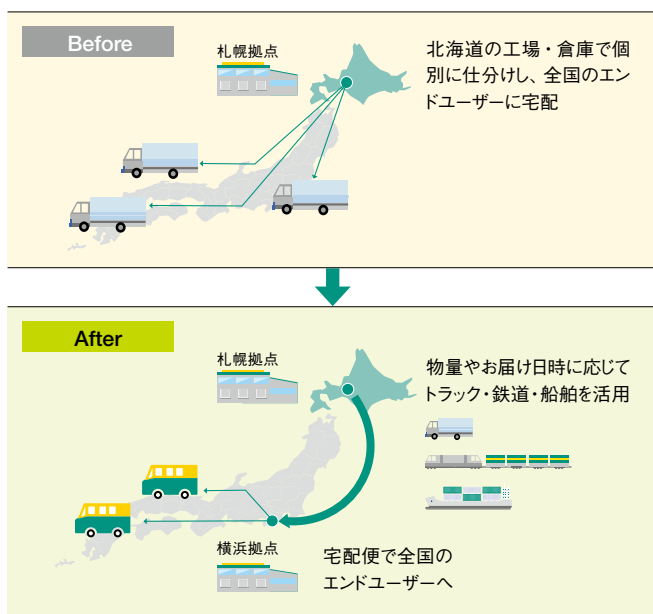 Before
札幌拠点
北海道の工場・倉庫で個
別に仕分けし、全国のエン
ドユーザーに宅配
After
札幌拠点
物量やお届け日時に応じて
トラック・鉄道・船舶を活用
横浜拠点
宅配便で全国の
エンドユーザーへ